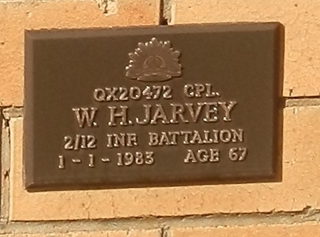 QX20472 CPL.
W. H. JARVEY
2/12 INF BATTALION
1 - 1 - 1983 AGE 67